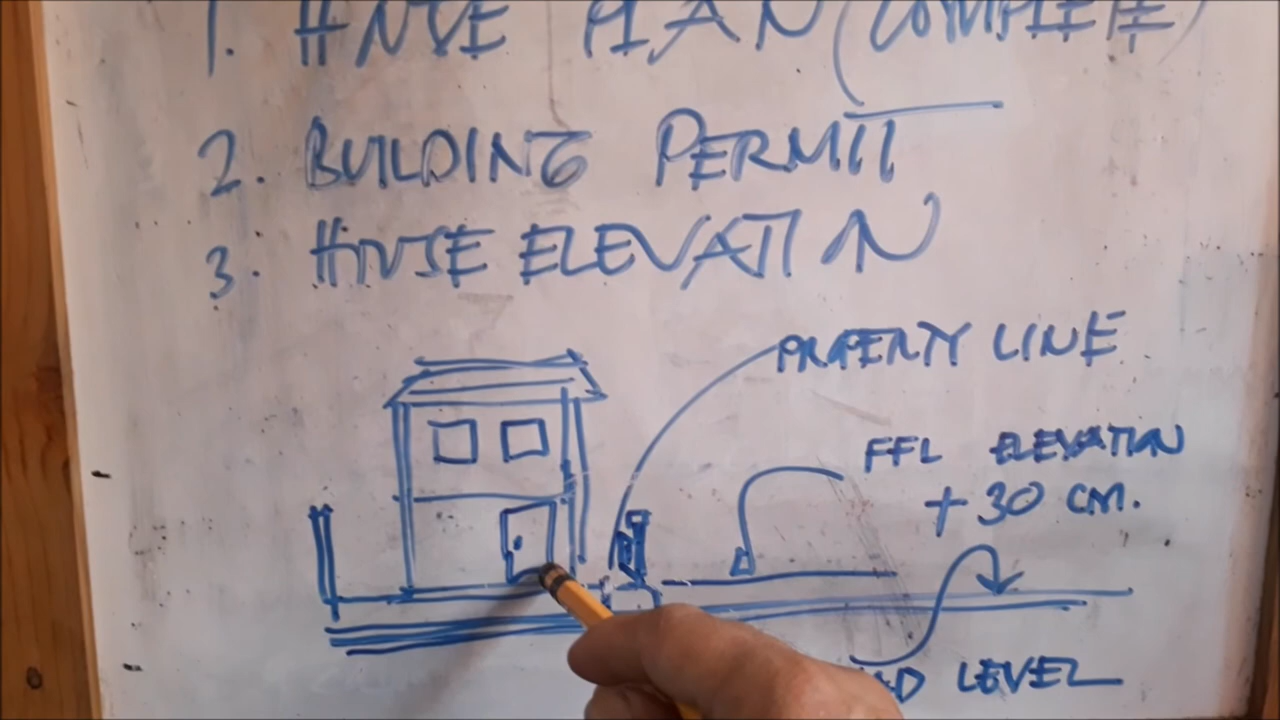 1. HOUSE PLAN (COMPLETE)
2. BUILDING PERMIT
3. HOUSE ELEVATION
PROPERTY LINE
FFL ELEVATION
+30 CM.
LEVEL